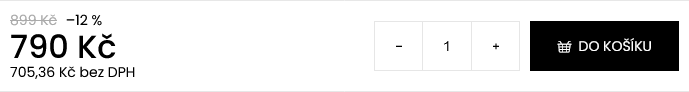 899 Kč –12 %
790 Kč
705,36 Kč bez DPH
- 1 + DO KOŠÍKU